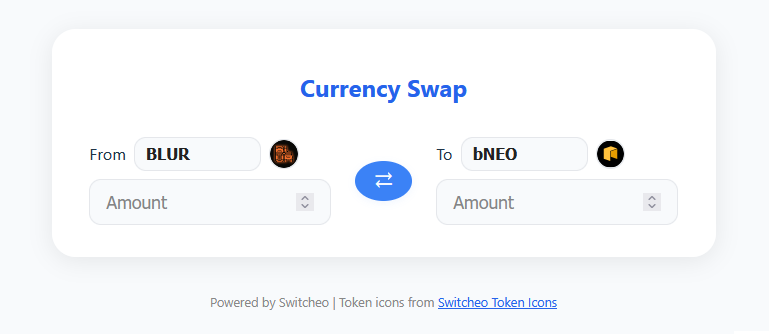 Currency Swap
From BLUR To bNEO
Amount Amount
Powered by Switcheo | Token icons from Switcheo Token Icons